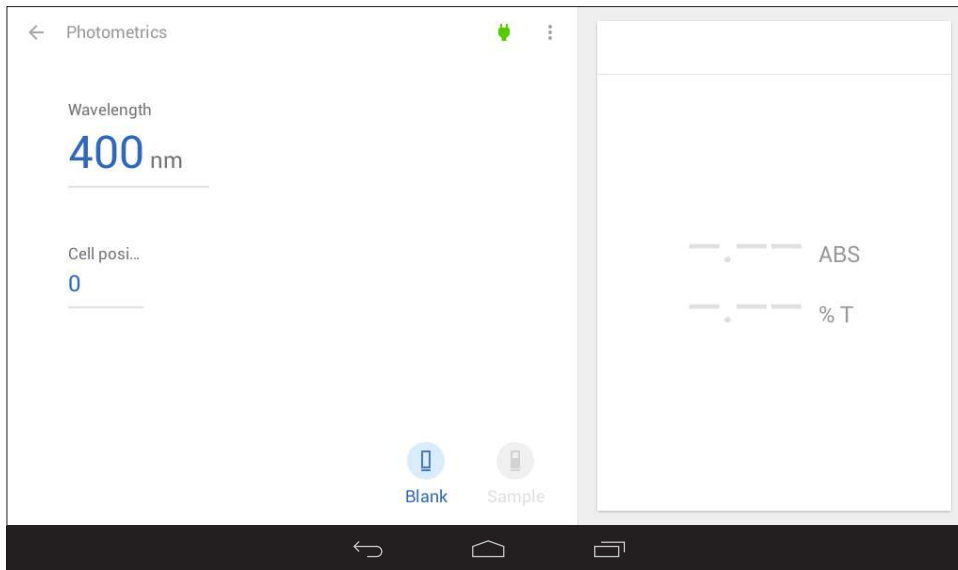 Photometrics
Wavelength
400 nm
Cell posi...
0
Blank
Sample
-.-- ABS
-.-- % T